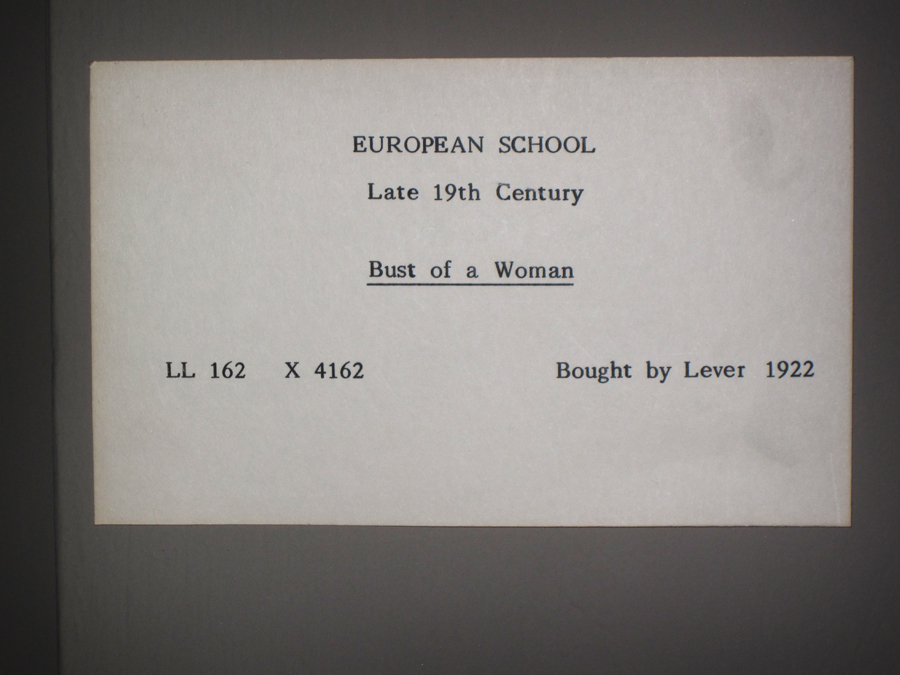 EUROPEAN SCHOOL
Late 19th Century
Bust of a Woman
LL 162 X 4162 Bought by Lever 1922